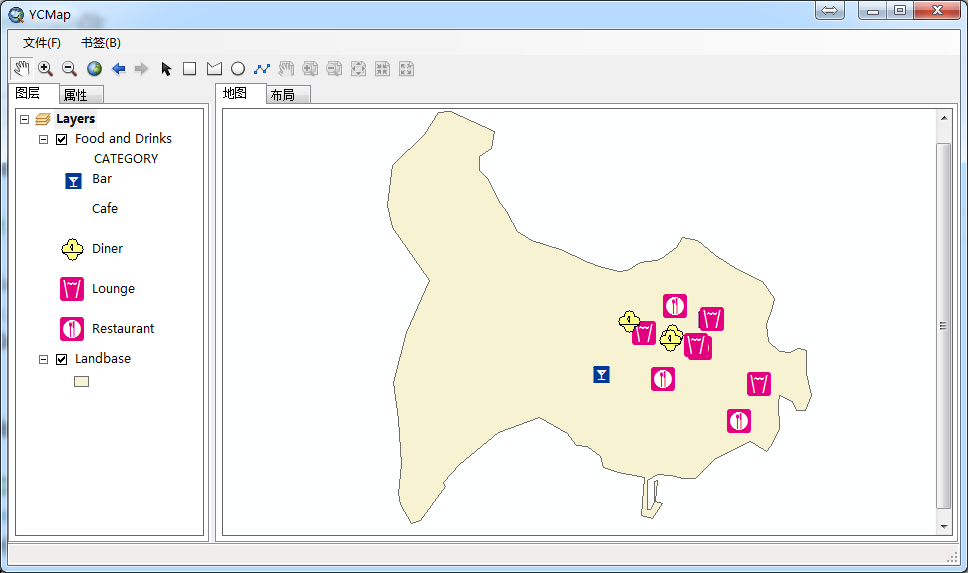 YCMap
文件(F) 书签(B)
图层 属性
地图 布局
Layers
Food and Drinks
CATEGORY
Bar
Cafe
Diner
Lounge
Restaurant
Landbase